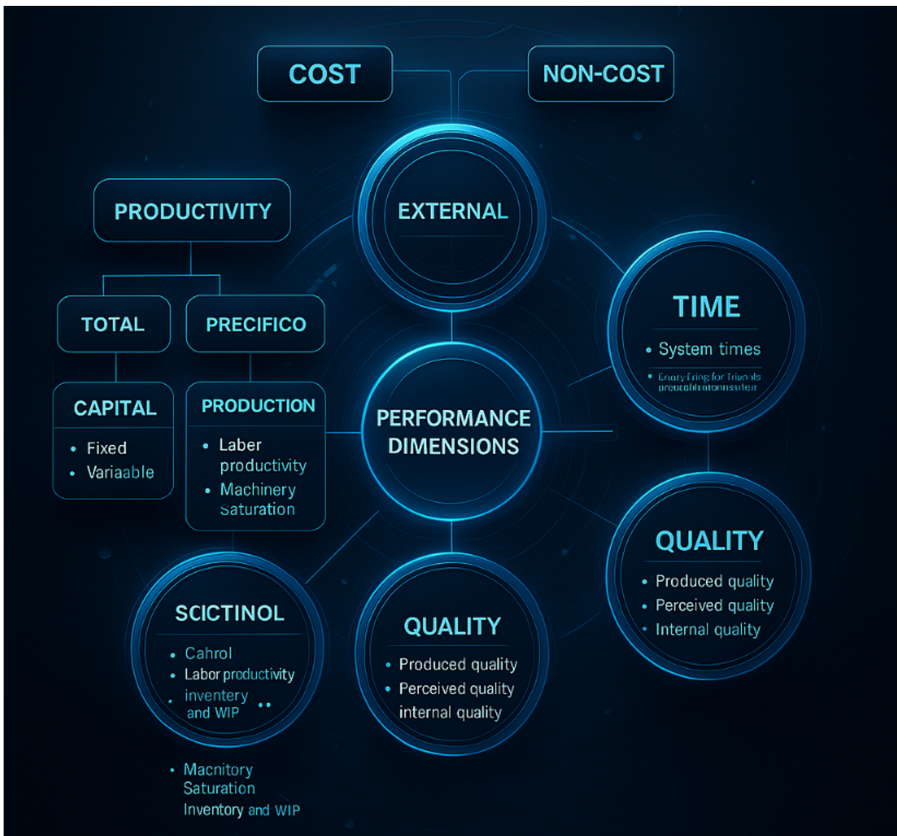 COST
NON-COST
EXTERNAL
PRODUCTIVITY
TOTAL
PRECIFICO
CAPITAL
• Fixed
• Variaable
PRODUCTION
• Laber
productivity
• Machinery
Saturation
PERFORMANCE
DIMENSIONS
TIME
• System times
QUALITY
• Produced quality
• Perceived quality
• Internal quality
SCICTINOL
• Cahrol
• Labor productivity
• inventery
and WIP
QUALITY
• Produced quality
• Perceived quality
internal quality
• Macnitory
Saturation
Inventory and WIP